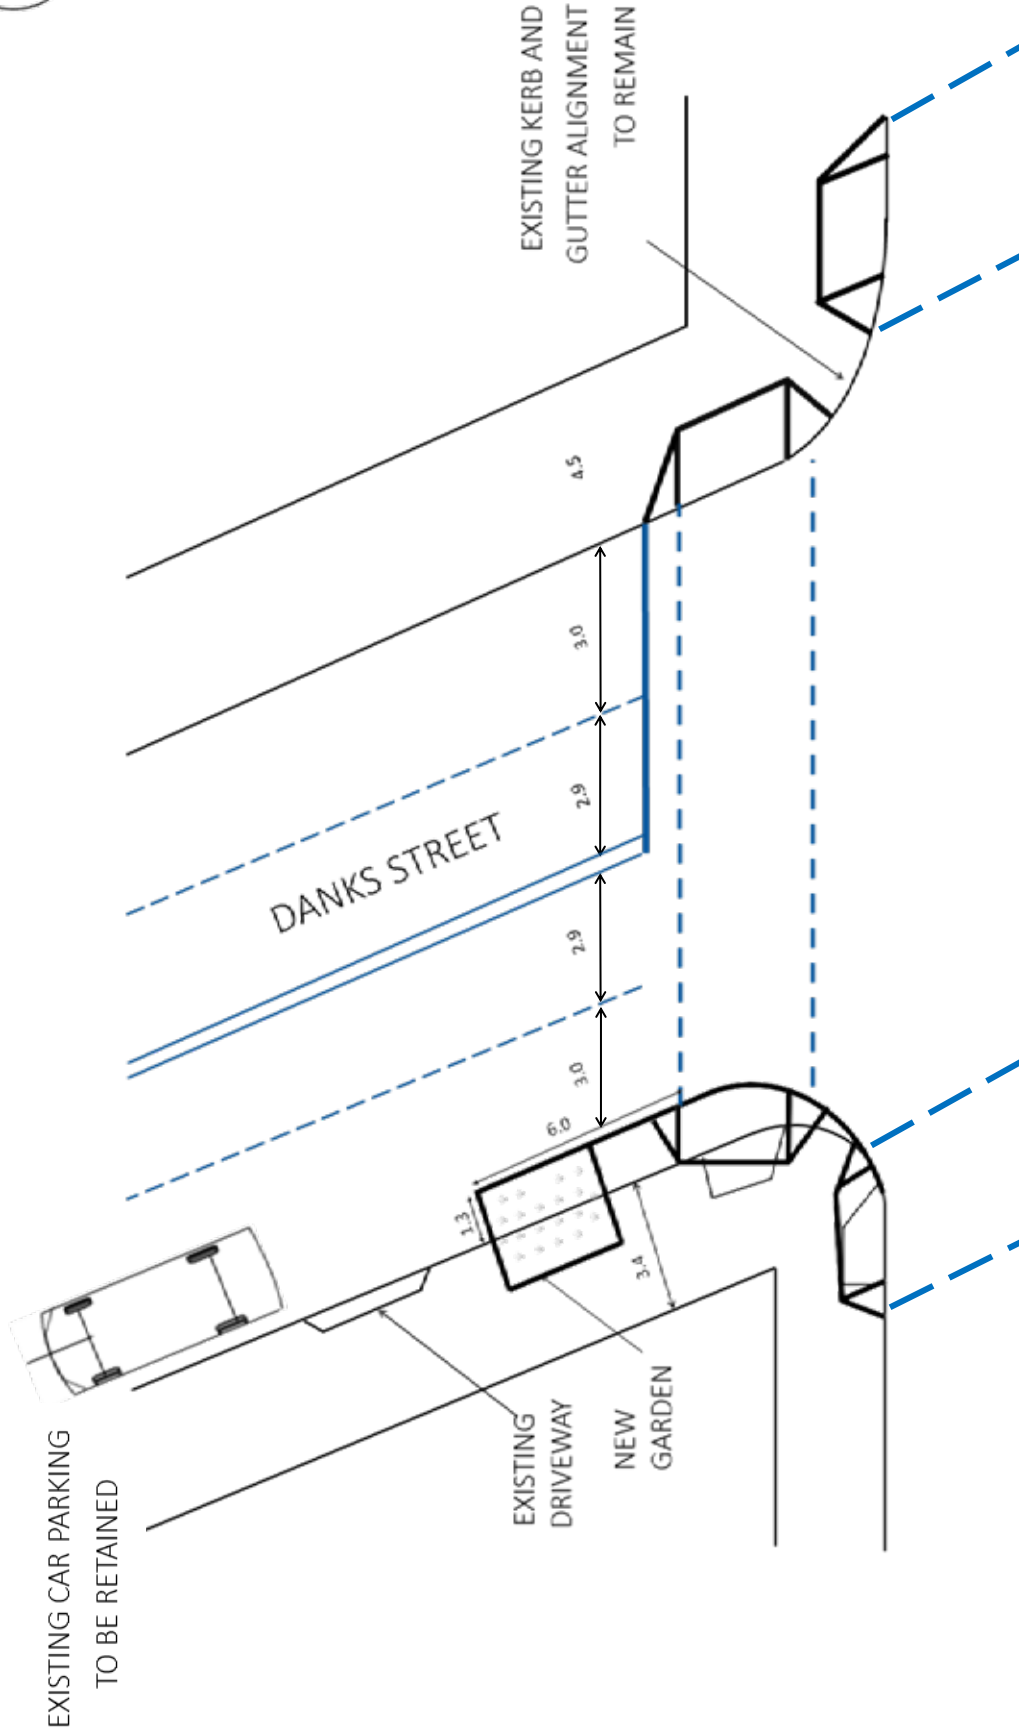 EXISTING KERB AND
GUTTER ALIGNMENT
TO REMAIN
4.5
3.0
2.9
DANKS STREET
2.9
3.0
6.0
1.3
3.4
EXISTING
DRIVEWAY
NEW
GARDEN
EXISTING CAR PARKING
TO BE RETAINED